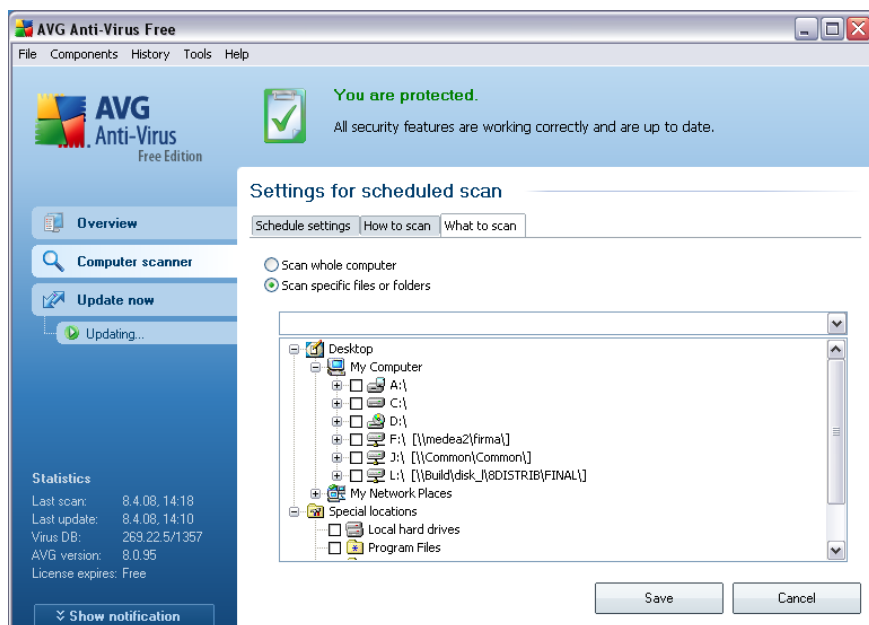 AVG Anti-Virus Free
File Components History Tools Help
AVG
Anti-Virus
Free Edition
You are protected.
All security features are working correctly and are up to date.
Overview
Computer scanner
Update now
Updating...
Settings for scheduled scan
Schedule settings How to scan What to scan
Scan whole computer
Scan specific files or folders
Desktop
My Computer
A:\
C:\
D:\
F:\ [\\medea2\firma\]
J:\ [\\Common\Common\]
L:\ [\\Build\disk_l\8DISTRIB\FINAL\]
My Network Places
Special locations
Local hard drives
Program Files
Save Cancel
Statistics
Last scan: 8.4.08, 14:18
Last update: 8.4.08, 14:10
Virus DB: 269.22.5/1357
AVG version: 8.0.95
License expires: Free
Show notification